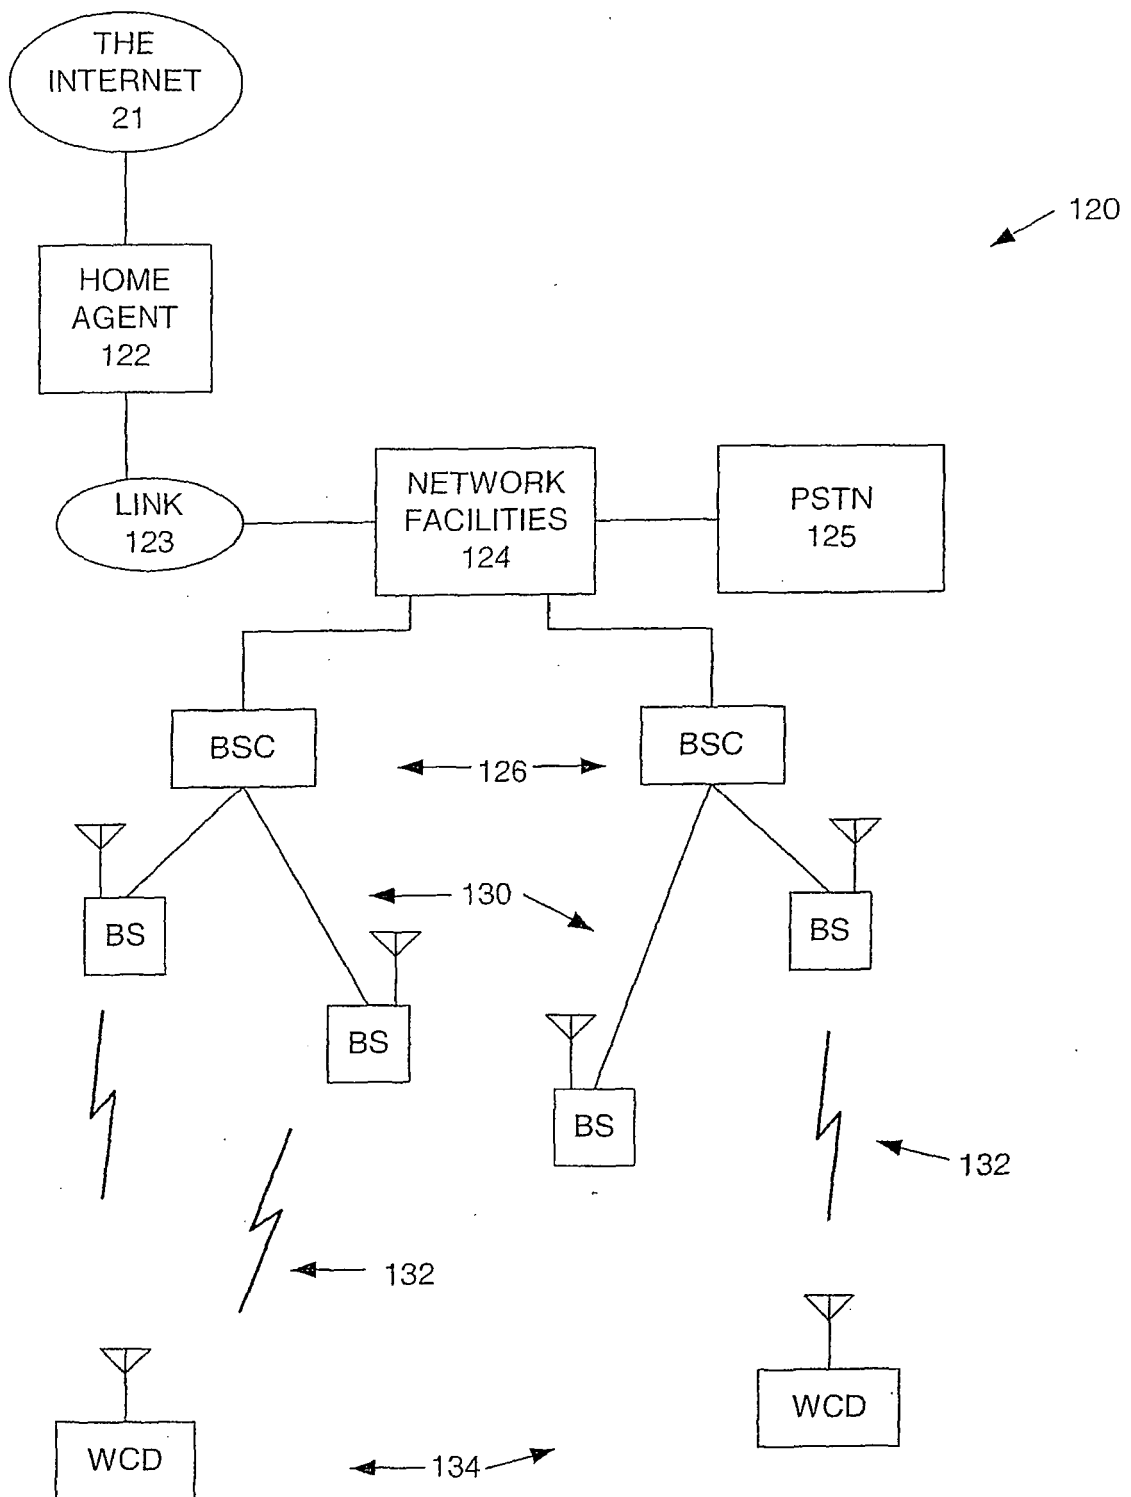 THE
INTERNET
21
120
HOME
AGENT
122
LINK
123
NETWORK
FACILITIES
124
PSTN
125
BSC
BSC
126
130
BS
BS
BS
BS
132
132
WCD
WCD
134